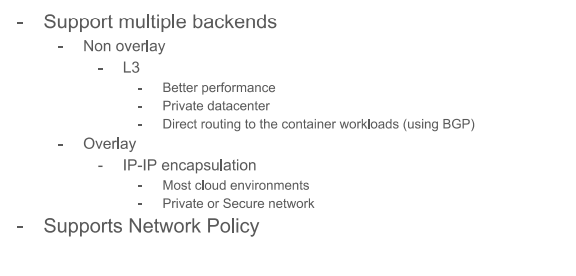 - Support multiple backends
- Non overlay
- L3
- Better performance
- Private datacenter
- Direct routing to the container workloads (using BGP)
- Overlay
- IP-IP encapsulation
- Most cloud environments
- Private or Secure network
- Supports Network Policy